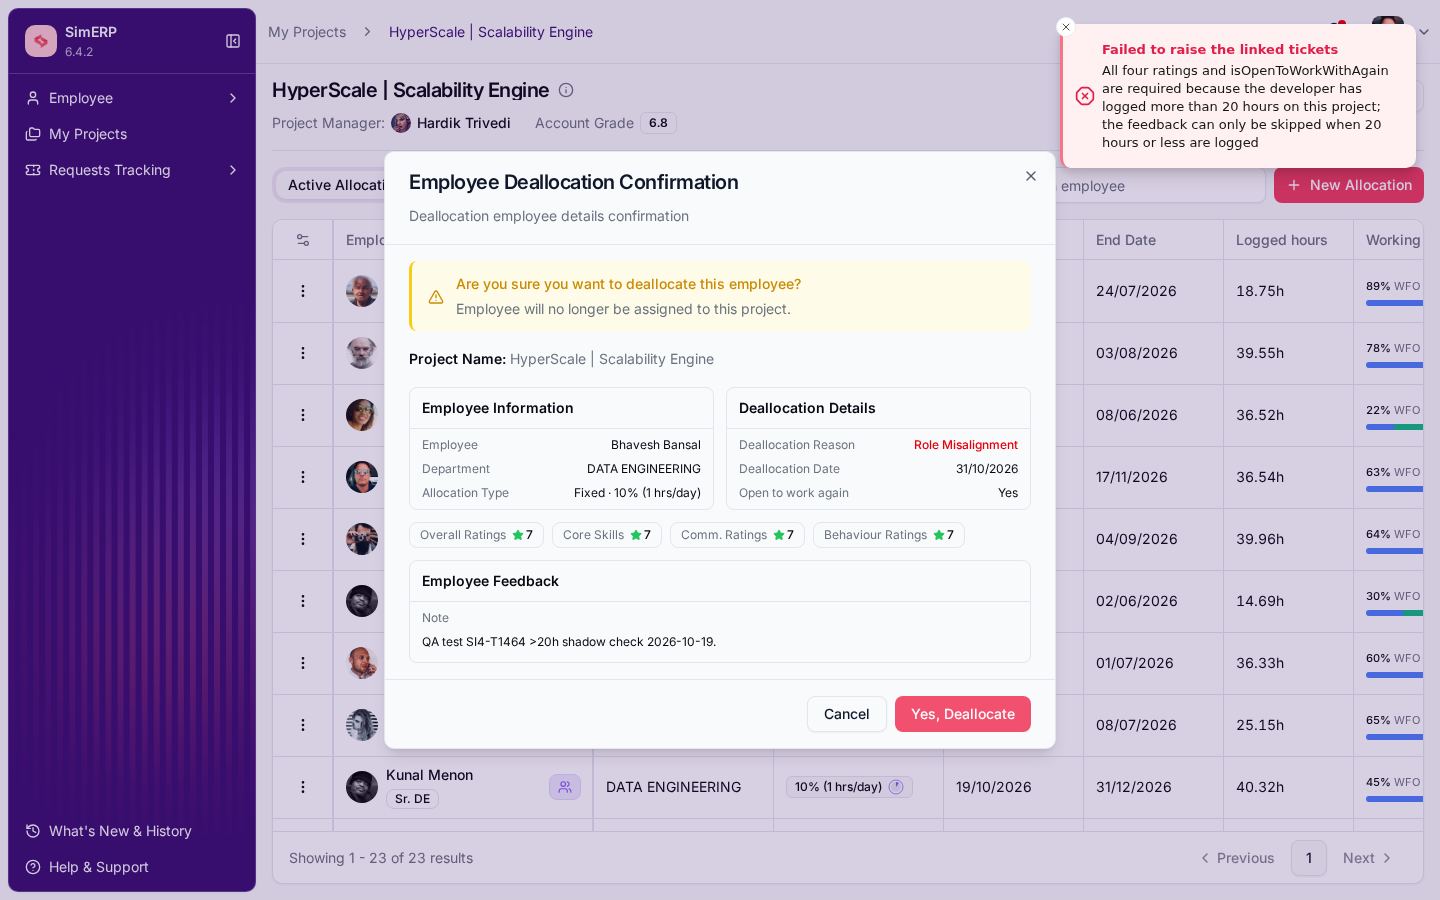 SimERP
6.4.2
Employee
My Projects
Requests Tracking
What's New & History
Help & Support
My Projects
HyperScale | Scalability Engine
HyperScale | Scalability Engine
Project Manager:
Hardik Trivedi
Account Grade
6.8
Failed to raise the linked tickets
All four ratings and isOpenToWorkWithAgain
are required because the developer has
logged more than 20 hours on this project;
the feedback can only be skipped when 20
hours or less are logged
Active Allocati
employee
New Allocation
Emplo
End Date
Logged hours
Working
24/07/2026
18.75h
89% WFO
03/08/2026
39.55h
78% WFO
08/06/2026
36.52h
22% WFO
17/11/2026
36.54h
63% WFO
04/09/2026
39.96h
64% WFO
02/06/2026
14.69h
30% WFO
01/07/2026
36.33h
60% WFO
08/07/2026
25.15h
65% WFO
Kunal Menon
Sr. DE
DATA ENGINEERING
10% (1 hrs/day)
19/10/2026
31/12/2026
40.32h
45% WFO
Showing 1 - 23 of 23 results
Previous
1
Next
Employee Deallocation Confirmation
Deallocation employee details confirmation
Are you sure you want to deallocate this employee?
Employee will no longer be assigned to this project.
Project Name: HyperScale | Scalability Engine
Employee Information
Employee
Bhavesh Bansal
Department
DATA ENGINEERING
Allocation Type
Fixed · 10% (1 hrs/day)
Deallocation Details
Deallocation Reason
Role Misalignment
Deallocation Date
31/10/2026
Open to work again
Yes
Overall Ratings 7
Core Skills 7
Comm. Ratings 7
Behaviour Ratings 7
Employee Feedback
Note
QA test SI4-T1464 >20h shadow check 2026-10-19.
Cancel
Yes, Deallocate